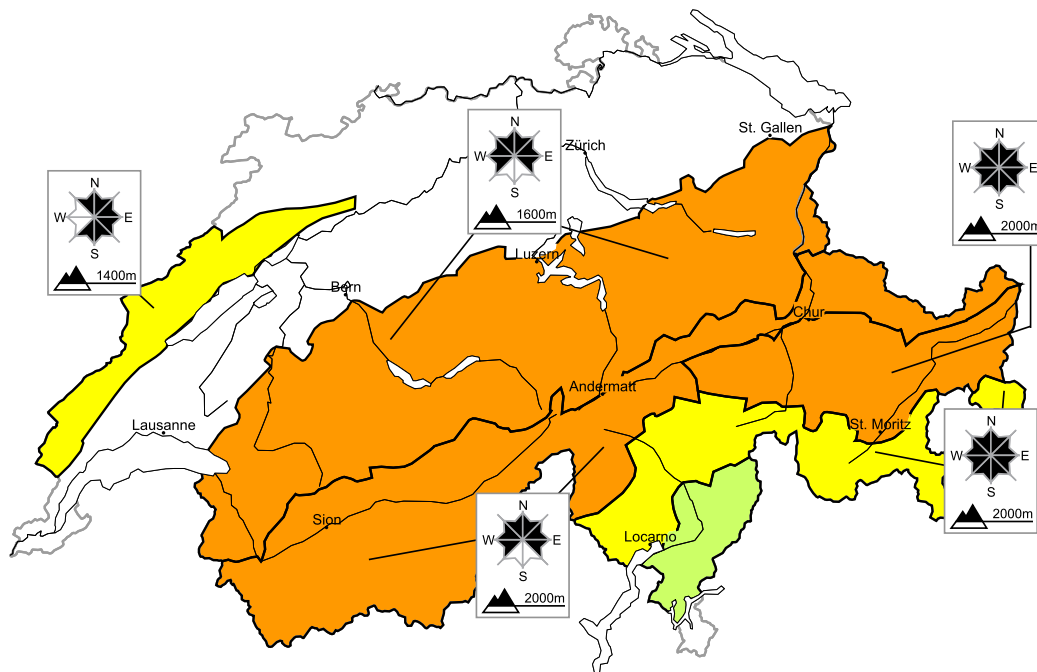 St. Gallen
Zürich
N
W E
S
1600m
N
W E
S
2000m
N
W E
S
1400m
Luzern
Bern
Chur
Andermatt
Lausanne
St. Moritz
N
W E
S
2000m
Sion
N
W E
S
2000m
Locarno